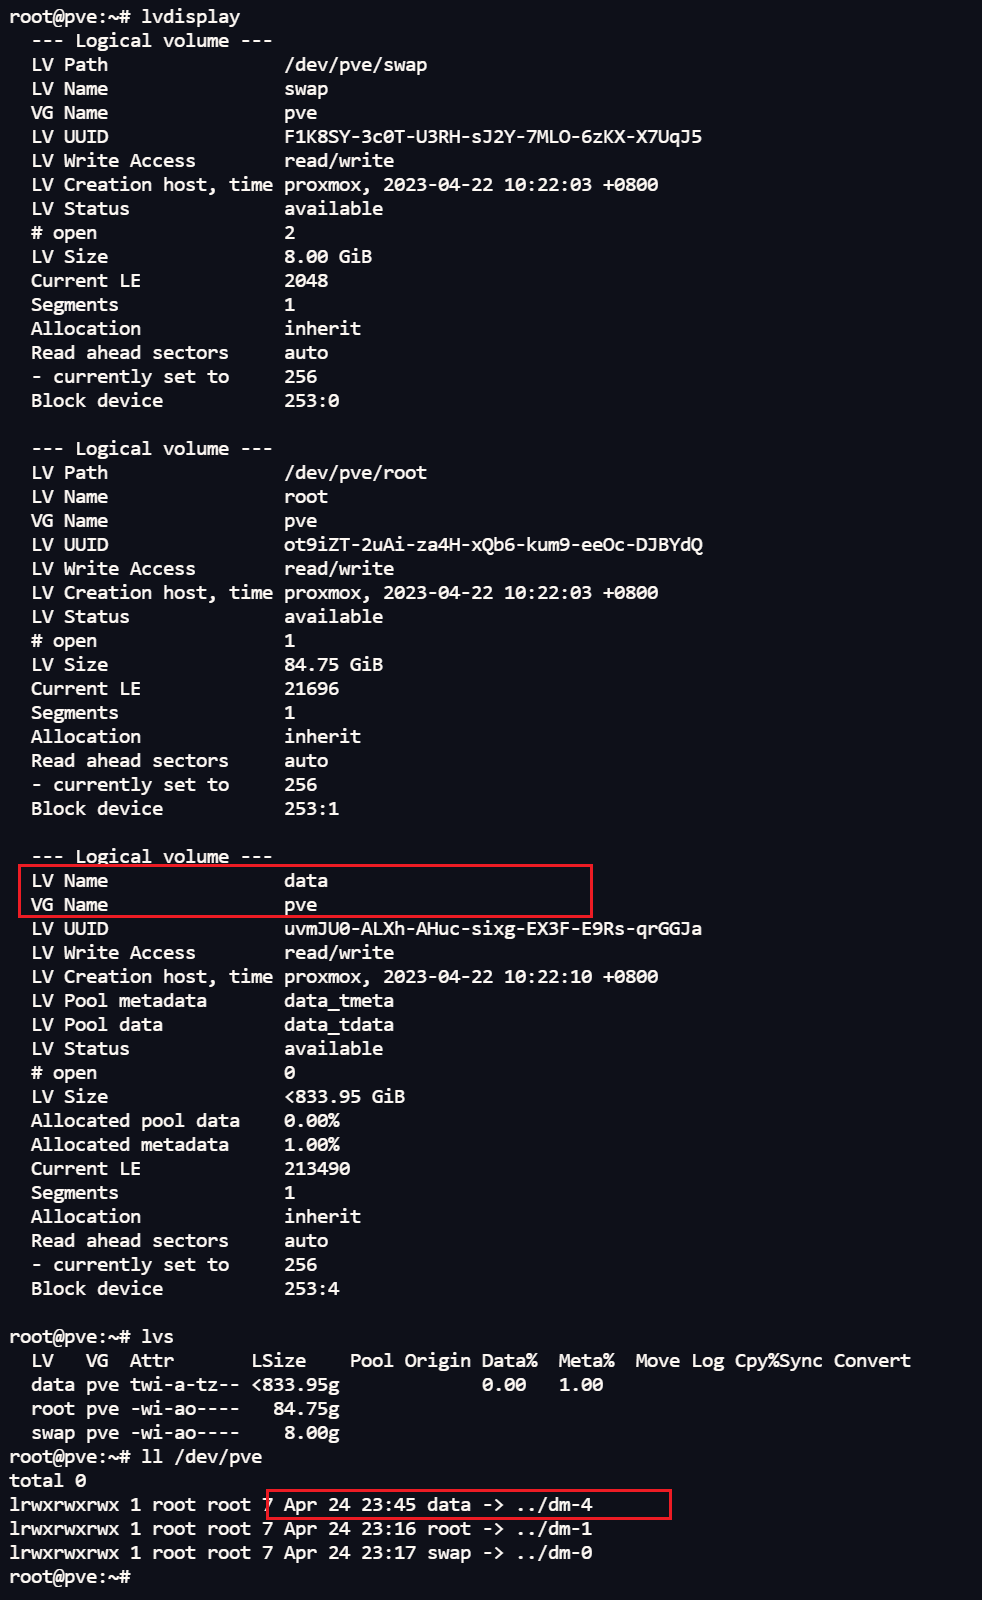 root@pve:~# lvdisplay
  --- Logical volume ---
  LV Path                /dev/pve/swap
  LV Name                swap
  VG Name                pve
  LV UUID                F1K8SY-3c0T-U3RH-sJ2Y-7MLO-6zKX-X7UqJ5
  LV Write Access        read/write
  LV Creation host, time proxmox, 2023-04-22 10:22:03 +0800
  LV Status              available
  # open                 2
  LV Size                8.00 GiB
  Current LE             2048
  Segments               1
  Allocation             inherit
  Read ahead sectors     auto
  - currently set to     256
  Block device           253:0

  --- Logical volume ---
  LV Path                /dev/pve/root
  LV Name                root
  VG Name                pve
  LV UUID                ot9iZT-2uAi-za4H-xQb6-kum9-eeOc-DJBYdQ
  LV Write Access        read/write
  LV Creation host, time proxmox, 2023-04-22 10:22:03 +0800
  LV Status              available
  # open                 1
  LV Size                84.75 GiB
  Current LE             21696
  Segments               1
  Allocation             inherit
  Read ahead sectors     auto
  - currently set to     256
  Block device           253:1

  --- Logical volume ---
  LV Name                data
  VG Name                pve
  LV UUID                uvmJU0-ALXh-AHuc-sixg-EX3F-E9Rs-qrGGJa
  LV Write Access        read/write
  LV Creation host, time proxmox, 2023-04-22 10:22:10 +0800
  LV Pool metadata       data_tmeta
  LV Pool data           data_tdata
  LV Status              available
  # open                 0
  LV Size                <833.95 GiB
  Allocated pool data    0.00%
  Allocated metadata     1.00%
  Current LE             213490
  Segments               1
  Allocation             inherit
  Read ahead sectors     auto
  - currently set to     256
  Block device           253:4

root@pve:~# lvs
  LV   VG  Attr       LSize    Pool Origin Data%  Meta%  Move Log Cpy%Sync Convert
  data pve twi-a-tz-- <833.95g             0.00   1.00
  root pve -wi-ao----   84.75g
  swap pve -wi-ao----    8.00g
root@pve:~# ll /dev/pve
total 0
lrwxrwxrwx 1 root root 7 Apr 24 23:45 data -> ../dm-4
lrwxrwxrwx 1 root root 7 Apr 24 23:16 root -> ../dm-1
lrwxrwxrwx 1 root root 7 Apr 24 23:17 swap -> ../dm-0
root@pve:~#